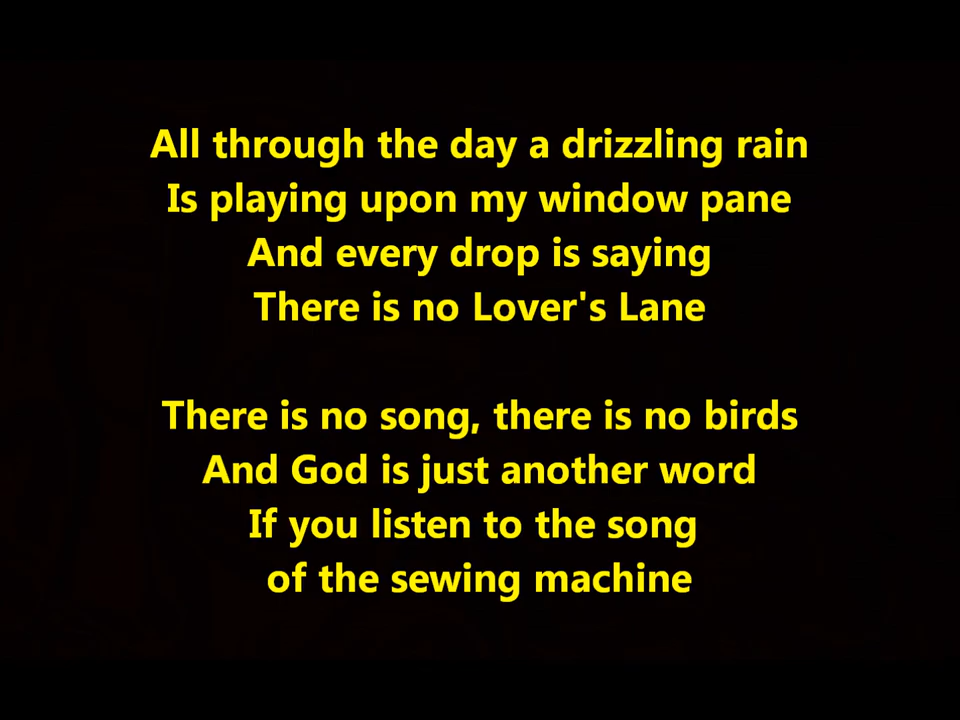 All through the day a drizzling rain
Is playing upon my window pane
And every drop is saying
There is no Lover's Lane
There is no song, there is no birds
And God is just another word
If you listen to the song
of the sewing machine